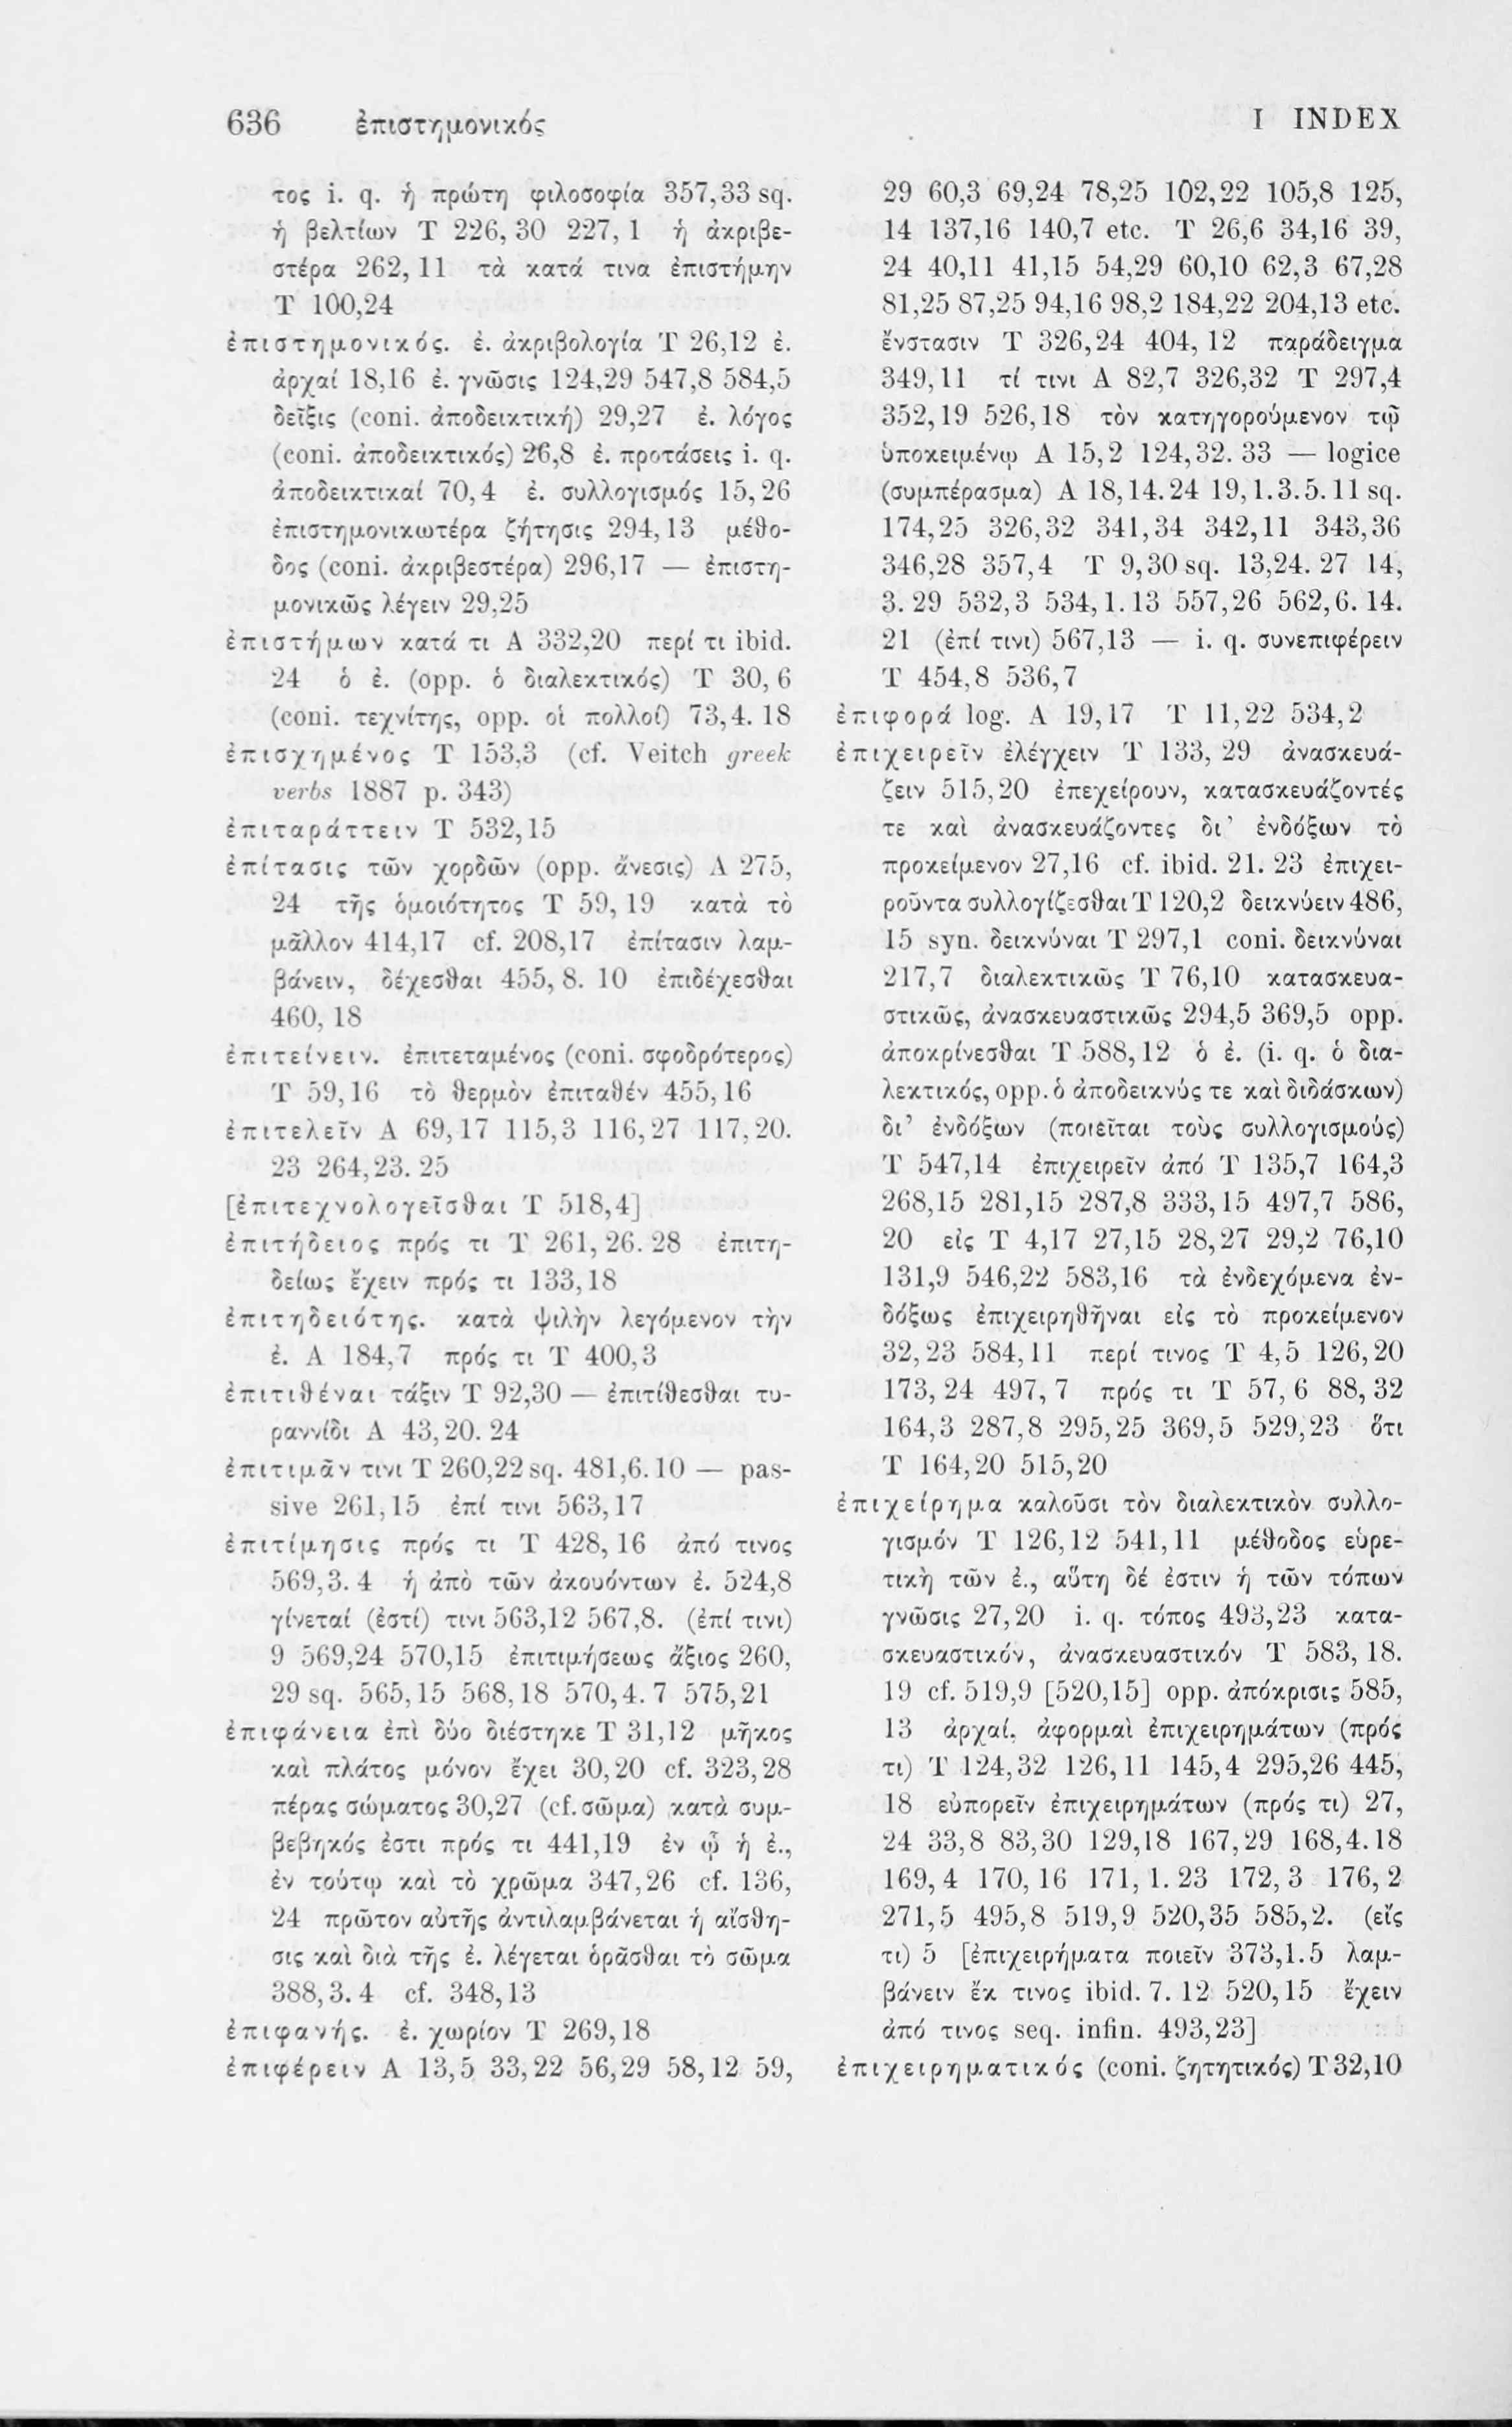 636 ἐπιστημονικός
I INDEX
τος i. q. ἡ πρώτη φιλοσοφία 357,33 sq.
ἡ βελτίων T 226,30 227,1 ἡ ἀκριβε-
στέρα 262,11 τὰ κατά τινα ἐπιστήμην
T 100,24
ἐπιστημονικός. ἐ. ἀκριβολογία T 26,12 ἐ.
ἀρχαί 18,16 ἐ. γνῶσις 124,29 547,8 584,5
δεῖξις (coni. ἀποδεικτική) 29,27 ἐ. λόγος
(coni. ἀποδεικτικός) 26,8 ἐ. προτάσεις i. q.
ἀποδεικτικαί 70,4 ἐ. συλλογισμός 15,26
ἐπιστημονικωτέρα ζήτησις 294,13 μέθο-
δος (coni. ἀκριβεστέρα) 296,17 — ἐπιστη-
μονικῶς λέγειν 29,25
ἐπιστήμων κατά τι A 332,20 περί τι ibid.
24 ὁ ἐ. (opp. ὁ διαλεκτικός) T 30,6
(coni. τεχνίτης, opp. οἱ πολλοί) 73,4. 18
ἐπισχημένος T 153,3 (cf. Veitch greek
verbs 1887 p. 343)
ἐπιταράττειν T 532,15
ἐπίτασις τῶν χορδῶν (opp. ἄνεσις) A 275,
24 τῆς ὁμοιότητος T 59,19 κατὰ τὸ
μᾶλλον 414,17 cf. 208,17 ἐπίτασιν λαμ-
βάνειν, δέχεσθαι 455,8. 10 ἐπιδέχεσθαι
460,18
ἐπιτείνειν. ἐπιτεταμένος (coni. σφοδρότερος)
T 59,16 τὸ θερμὸν ἐπιταθέν 455,16
ἐπιτελεῖν A 69,17 115,3 116,27 117,20.
23 264,23. 25
[ἐπιτεχνολογεῖσθαι T 518,4]
ἐπιτήδειος πρός τι T 261,26. 28 ἐπιτη-
δείως ἔχειν πρός τι 133,18
ἐπιτηδειότης. κατὰ ψιλὴν λεγόμενον τὴν
ἐ. A 184,7 πρός τι T 400,3
ἐπιτιθέναι τάξιν T 92,30 — ἐπιτίθεσθαι τυ-
ραννίδι A 43,20. 24
ἐπιτιμᾶν τινι T 260,22 sq. 481,6. 10 — pas-
sive 261,15 ἐπί τινι 563,17
ἐπιτίμησις πρός τι T 428,16 ἀπό τινος
569,3. 4 ἡ ἀπὸ τῶν ἀκουόντων ἐ. 524,8
γίνεταί (ἐστί) τινι 563,12 567,8. (ἐπί τινι)
9 569,24 570,15 ἐπιτιμήσεως ἄξιος 260,
29 sq. 565,15 568,18 570,4. 7 575,21
ἐπιφάνεια ἐπὶ δύο διέστηκε T 31,12 μῆκος
καὶ πλάτος μόνον ἔχει 30,20 cf. 323,28
πέρας σώματος 30,27 (cf. σῶμα) κατὰ συμ-
βεβηκός ἐστι πρός τι 441,19 ἐν ᾧ ἡ ἐ.,
ἐν τούτῳ καὶ τὸ χρῶμα 347,26 cf. 136,
24 πρῶτον αὐτῆς ἀντιλαμβάνεται ἡ αἴσθη-
σις καὶ διὰ τῆς ἐ. λέγεται ὁρᾶσθαι τὸ σῶμα
388,3. 4 cf. 348,13
ἐπιφανής. ἐ. χωρίον T 269,18
ἐπιφέρειν A 13,5 33,22 56,29 58,12 59,
29 60,3 69,24 78,25 102,22 105,8 125,
14 137,16 140,7 etc. T 26,6 34,16 39,
24 40,11 41,15 54,29 60,10 62,3 67,28
81,25 87,25 94,16 98,2 184,22 204,13 etc.
ἔνστασιν T 326,24 404,12 παράδειγμα
349,11 τί τινι A 82,7 326,32 T 297,4
352,19 526,18 τὸν κατηγορούμενον τῷ
ὑποκειμένῳ A 15,2 124,32. 33 — logice
(συμπέρασμα) A 18,14. 24 19,1. 3. 5. 11 sq.
174,25 326,32 341,34 342,11 343,36
346,28 357,4 T 9,30 sq. 13,24. 27 14,
3. 29 532,3 534,1. 13 557,26 562,6. 14.
21 (ἐπί τινι) 567,13 — i. q. συνεπιφέρειν
T 454,8 536,7
ἐπιφορά log. A 19,17 T 11,22 534,2
ἐπιχειρεῖν ἐλέγχειν T 133,29 ἀνασκευά-
ζειν 515,20 ἐπεχείρουν, κατασκευάζοντές
τε καὶ ἀνασκευάζοντες δι’ ἐνδόξων τὸ
προκείμενον 27,16 cf. ibid. 21. 23 ἐπιχει-
ροῦντα συλλογίζεσθαι T 120,2 δεικνύειν 486,
15 syn. δεικνύναι T 297,1 coni. δεικνύναι
217,7 διαλεκτικῶς T 76,10 κατασκευα-
στικῶς, ἀνασκευαστικῶς 294,5 369,5 opp.
ἀποκρίνεσθαι T 588,12 ὁ ἐ. (i. q. ὁ δια-
λεκτικός, opp. ὁ ἀποδεικνύς τε καὶ διδάσκων)
δι’ ἐνδόξων (ποιεῖται τοὺς συλλογισμούς)
T 547,14 ἐπιχειρεῖν ἀπό T 135,7 164,3
268,15 281,15 287,8 333,15 497,7 586,
20 εἰς T 4,17 27,15 28,27 29,2 76,10
131,9 546,22 583,16 τὰ ἐνδεχόμενα ἐν-
δόξως ἐπιχειρηθῆναι εἰς τὸ προκείμενον
32,23 584,11 περί τινος T 4,5 126,20
173,24 497,7 πρός τι T 57,6 88,32
164,3 287,8 295,25 369,5 529,23 ὅτι
T 164,20 515,20
ἐπιχείρημα καλοῦσι τὸν διαλεκτικὸν συλλο-
γισμόν T 126,12 541,11 μέθοδος εὑρε-
τικὴ τῶν ἐ., αὕτη δέ ἐστιν ἡ τῶν τόπων
γνῶσις 27,20 i. q. τόπος 493,23 κατα-
σκευαστικόν, ἀνασκευαστικόν T 583,18.
19 cf. 519,9 [520,15] opp. ἀπόκρισις 585,
13 ἀρχαί, ἀφορμαὶ ἐπιχειρημάτων (πρός
τι) T 124,32 126,11 145,4 295,26 445,
18 εὐπορεῖν ἐπιχειρημάτων (πρός τι) 27,
24 33,8 83,30 129,18 167,29 168,4. 18
169,4 170,16 171,1. 23 172,3 176,2
271,5 495,8 519,9 520,35 585,2. (εἴς
τι) 5 [ἐπιχειρήματα ποιεῖν 373,1. 5 λαμ-
βάνειν ἔκ τινος ibid. 7. 12 520,15 ἔχειν
ἀπό τινος seq. infin. 493,23]
ἐπιχειρηματικός (coni. ζητητικός) T 32,10